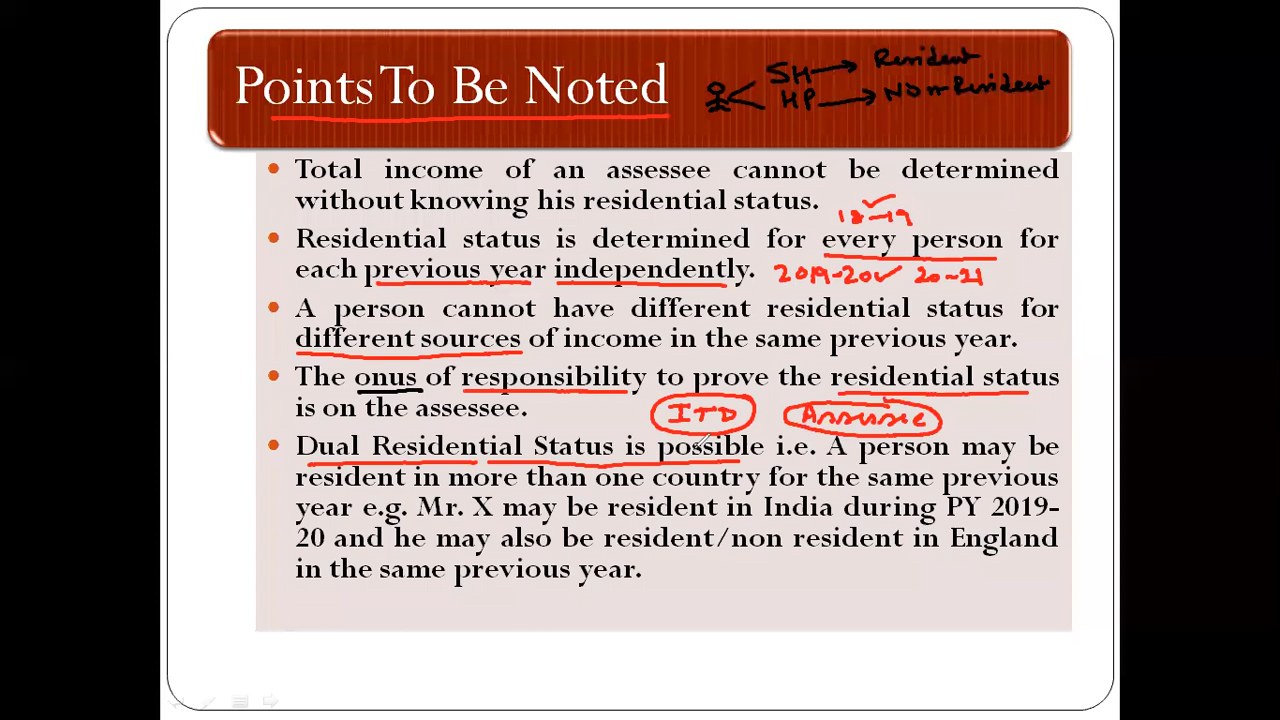 Points To Be Noted
SH → Resident
HP → Non-Resident
• Total income of an assessee cannot be determined
without knowing his residential status.
18-19
• Residential status is determined for every person for
each previous year independently. 2019-20 20-21
• A person cannot have different residential status for
different sources of income in the same previous year.
• The onus of responsibility to prove the residential status
is on the assessee. ITD Assessee
• Dual Residential Status is possible i.e. A person may be
resident in more than one country for the same previous
year e.g. Mr. X may be resident in India during PY 2019-
20 and he may also be resident/non resident in England
in the same previous year.